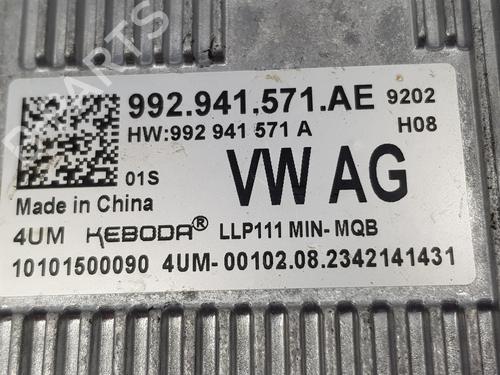 992.941.571.AE 9202
HW:992 941 571 A H08
01S VW AG
Made in China
4UM KEBODA® LLP111 MIN-MQB
10101500090 4UM-00102.08.2342141431
PARTS